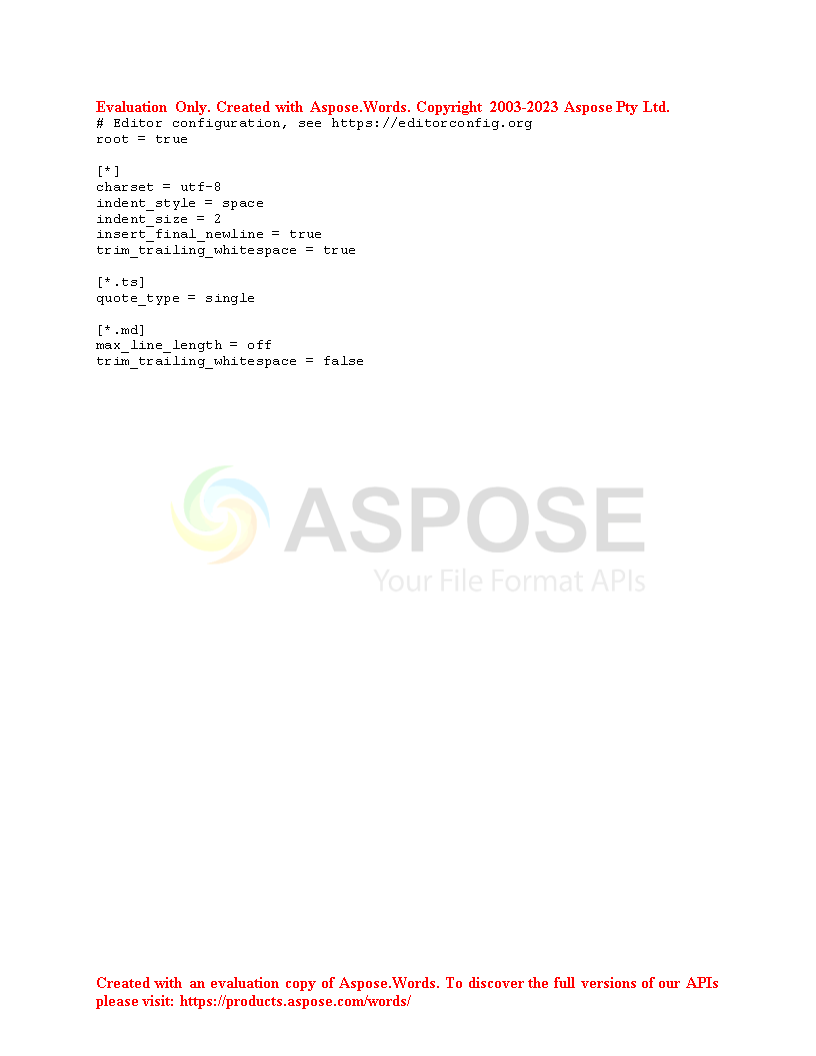 Evaluation Only. Created with Aspose.Words. Copyright 2003-2023 Aspose Pty Ltd.
# Editor configuration, see https://editorconfig.org
root = true

[*]
charset = utf-8
indent_style = space
indent_size = 2
insert_final_newline = true
trim_trailing_whitespace = true

[*.ts]
quote_type = single

[*.md]
max_line_length = off
trim_trailing_whitespace = false

ASPOSE
Your File Format APIs

Created with an evaluation copy of Aspose.Words. To discover the full versions of our APIs
please visit: https://products.aspose.com/words/